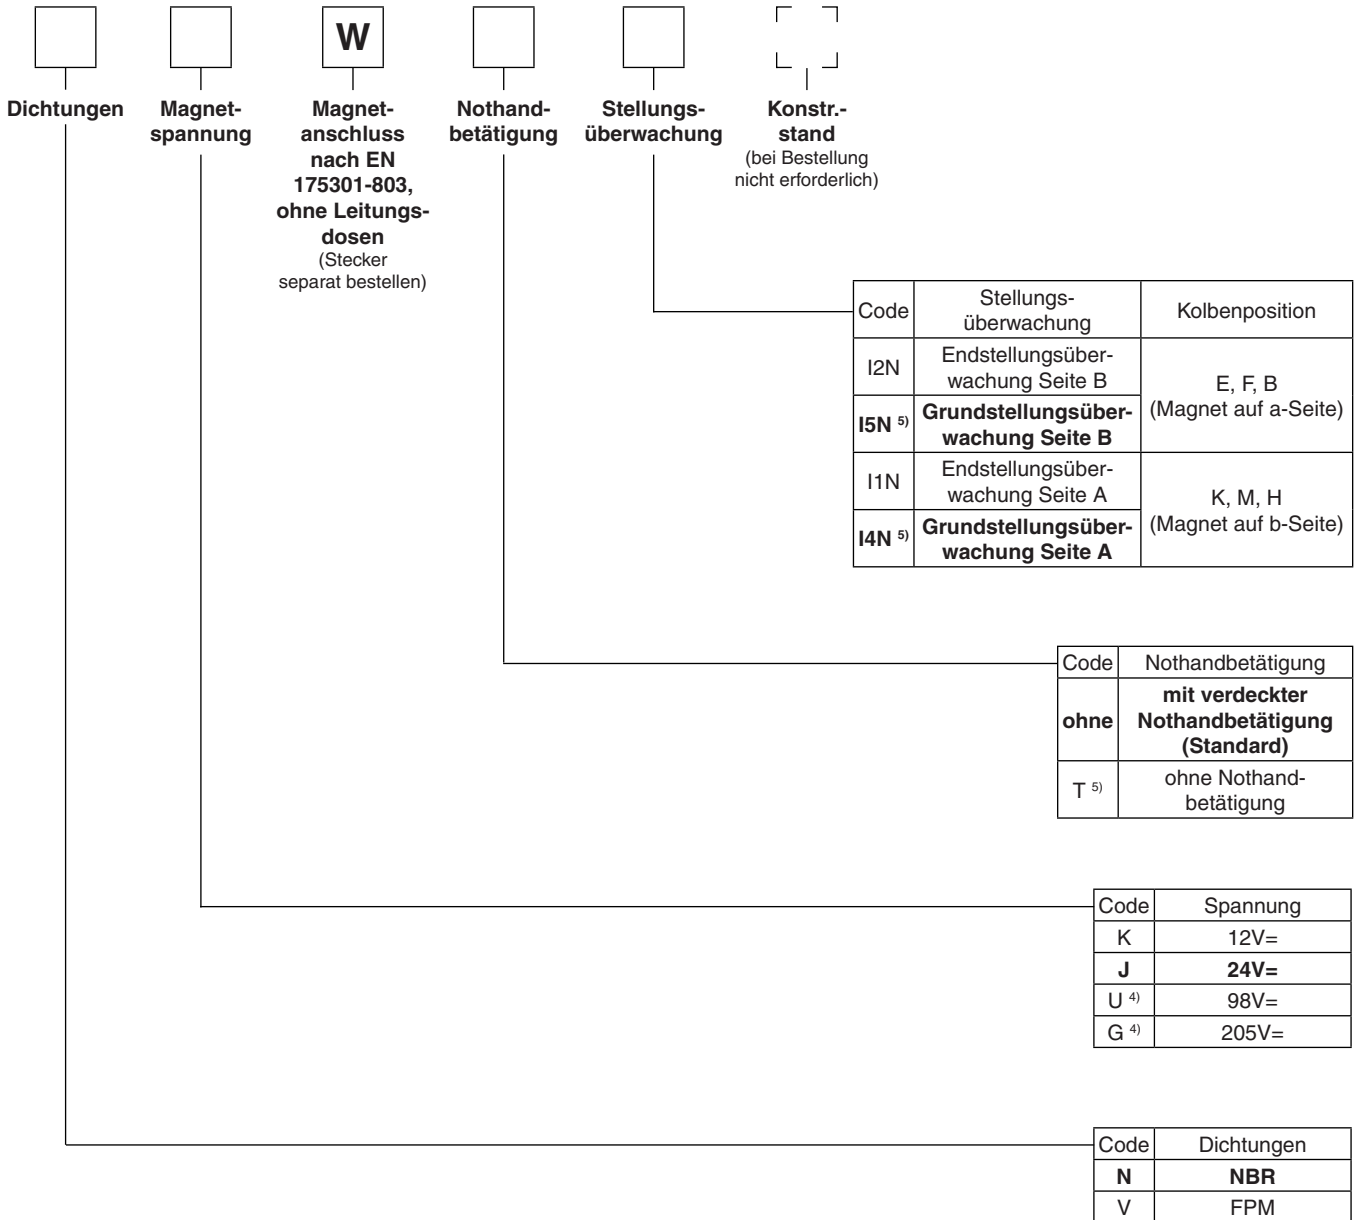 W
Dichtungen
Magnet-
spannung
Magnet-
anschluss
nach EN
175301-803,
ohne Leitungs-
dosen
(Stecker
separat bestellen)
Nothand-
betätigung
Stellungs-
überwachung
Konstr.-
stand
(bei Bestellung
nicht erforderlich)
Code Stellungs-
überwachung Kolbenposition
I2N Endstellungsüber-
wachung Seite B
I5N 5) Grundstellungsüber-
wachung Seite B
E, F, B
(Magnet auf a-Seite)
I1N Endstellungsüber-
wachung Seite A
I4N 5) Grundstellungsüber-
wachung Seite A
K, M, H
(Magnet auf b-Seite)
Code Nothandbetätigung
ohne mit verdeckter
Nothandbetätigung
(Standard)
T 5) ohne Nothand-
betätigung
Code Spannung
K 12V=
J 24V=
U 4) 98V=
G 4) 205V=
Code Dichtungen
N NBR
V FPM